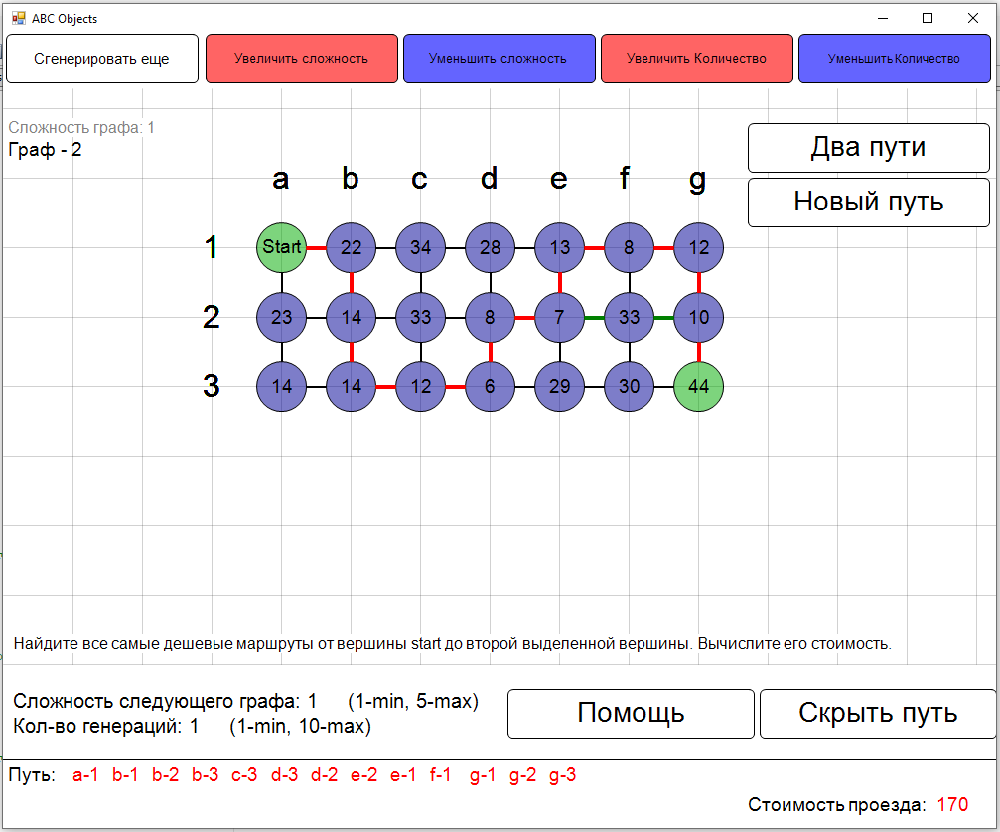 ABC Objects
Сгенерировать еще Увеличить сложность Уменьшить сложность Увеличить Количество Уменьшить Количество
Сложность графа: 1
Граф - 2
Два пути
Новый путь
a b c d e f g
1 Start 22 34 28 13 8 12
2 23 14 33 8 7 33 10
3 14 14 12 6 29 30 44
Найдите все самые дешевые маршруты от вершины start до второй выделенной вершины. Вычислите его стоимость.
Сложность следующего графа: 1 (1-min, 5-max)
Кол-во генераций: 1 (1-min, 10-max)
Помощь Скрыть путь
Путь: a-1 b-1 b-2 b-3 c-3 d-3 d-2 e-2 e-1 f-1 g-1 g-2 g-3
Стоимость проезда: 170